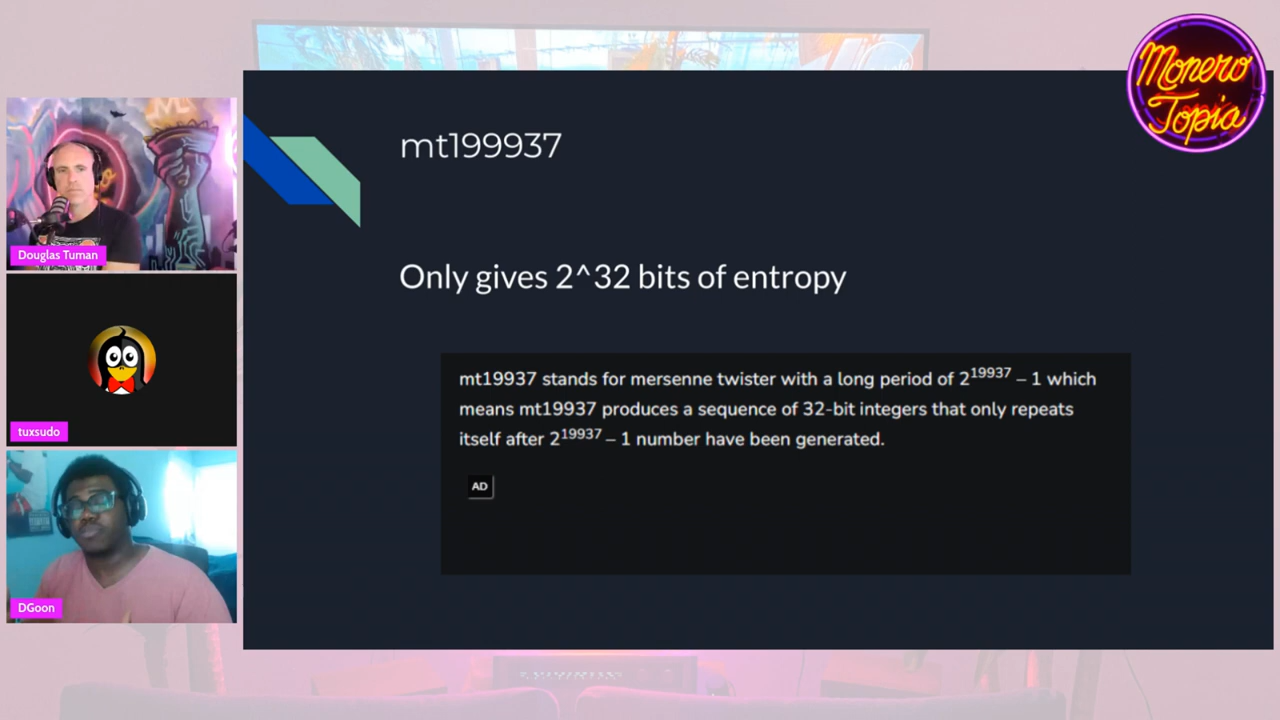 Monero
Topia
mt199937
Only gives 2^32 bits of entropy
mt19937 stands for mersenne twister with a long period of 2^19937 – 1 which
means mt19937 produces a sequence of 32-bit integers that only repeats
itself after 2^19937 – 1 number have been generated.
AD
Douglas Tuman
tuxsudo
DGoon